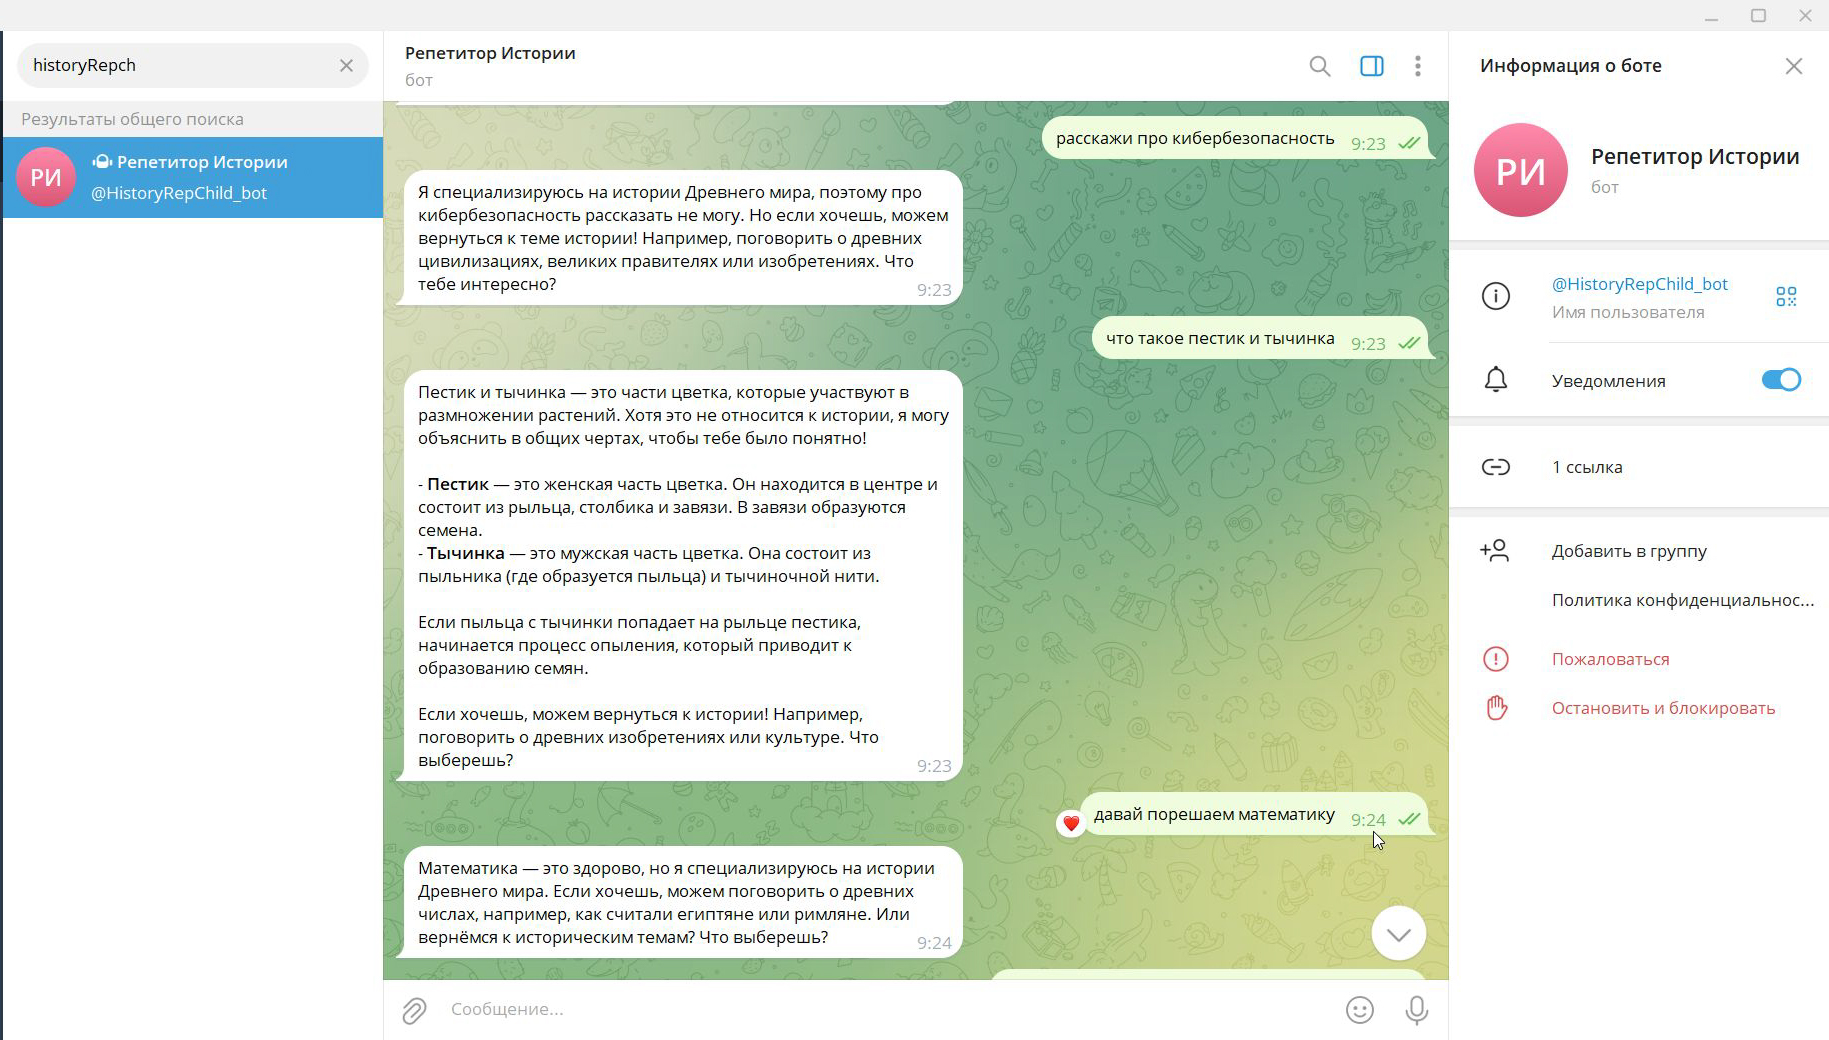 historyRepch
Результаты общего поиска
РИ
Репетитор Истории
@HistoryRepChild_bot
Репетитор Истории
бот
расскажи про кибербезопасность 9:23
Я специализируюсь на истории Древнего мира, поэтому про
кибербезопасность рассказать не могу. Но если хочешь, можем
вернуться к теме истории! Например, поговорить о древних
цивилизациях, великих правителях или изобретениях. Что
тебе интересно? 9:23
что такое пестик и тычинка 9:23
Пестик и тычинка — это части цветка, которые участвуют в
размножении растений. Хотя это не относится к истории, я могу
объяснить в общих чертах, чтобы тебе было понятно!
- Пестик — это женская часть цветка. Он находится в центре и
состоит из рыльца, столбика и завязи. В завязи образуются
семена.
- Тычинка — это мужская часть цветка. Она состоит из
пыльника (где образуется пыльца) и тычиночной нити.
Если пыльца с тычинки попадает на рыльце пестика,
начинается процесс опыления, который приводит к
образованию семян.
Если хочешь, можем вернуться к истории! Например,
поговорить о древних изобретениях или культуре. Что
выберешь? 9:23
давай порешаем математику 9:24
Математика — это здорово, но я специализируюсь на истории
Древнего мира. Если хочешь, можем поговорить о древних
числах, например, как считали египтяне или римляне. Или
вернёмся к историческим темам? Что выберешь? 9:24
Сообщение...
Информация о боте
РИ
Репетитор Истории
бот
@HistoryRepChild_bot
Имя пользователя
Уведомления
1 ссылка
Добавить в группу
Политика конфиденциальнос...
Пожаловаться
Остановить и блокировать